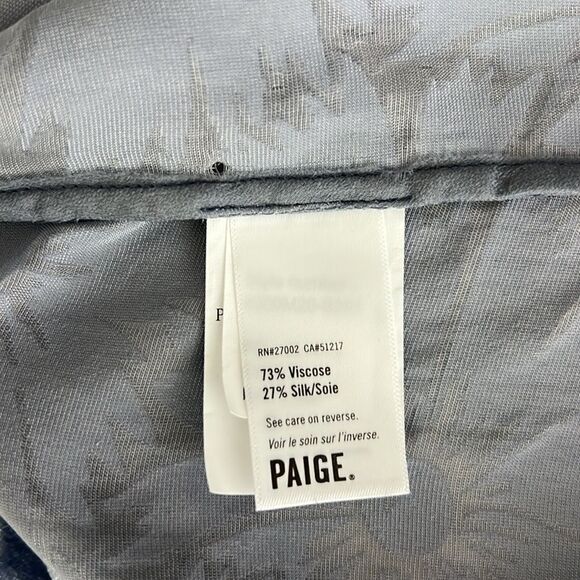 P
RN#27002 CA#51217
73% Viscose
27% Silk/Soie
See care on reverse.
Voir le soin sur l'inverse.
PAIGE®